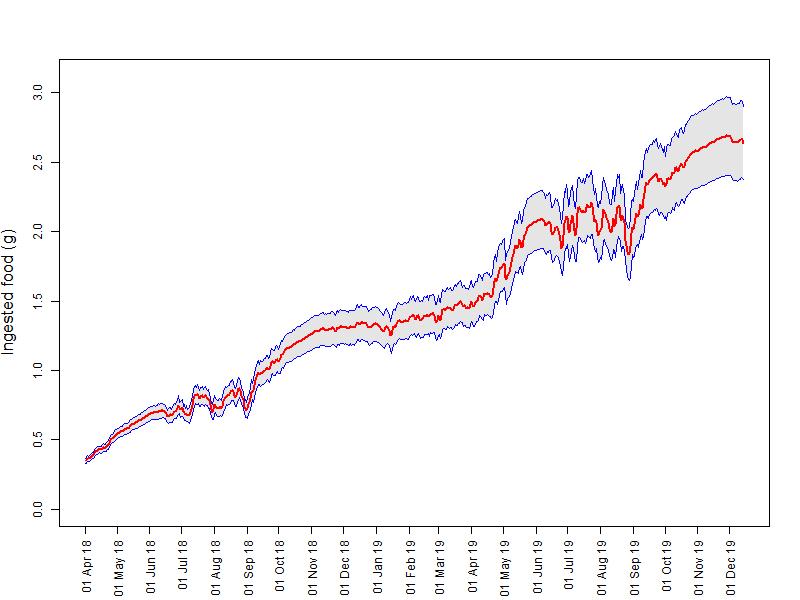 Ingested food (g)
3.0
2.5
2.0
1.5
1.0
0.5
0.0
01 Apr 18
01 May 18
01 Jun 18
01 Jul 18
01 Aug 18
01 Sep 18
01 Oct 18
01 Nov 18
01 Dec 18
01 Jan 19
01 Feb 19
01 Mar 19
01 Apr 19
01 May 19
01 Jun 19
01 Jul 19
01 Aug 19
01 Sep 19
01 Oct 19
01 Nov 19
01 Dec 19